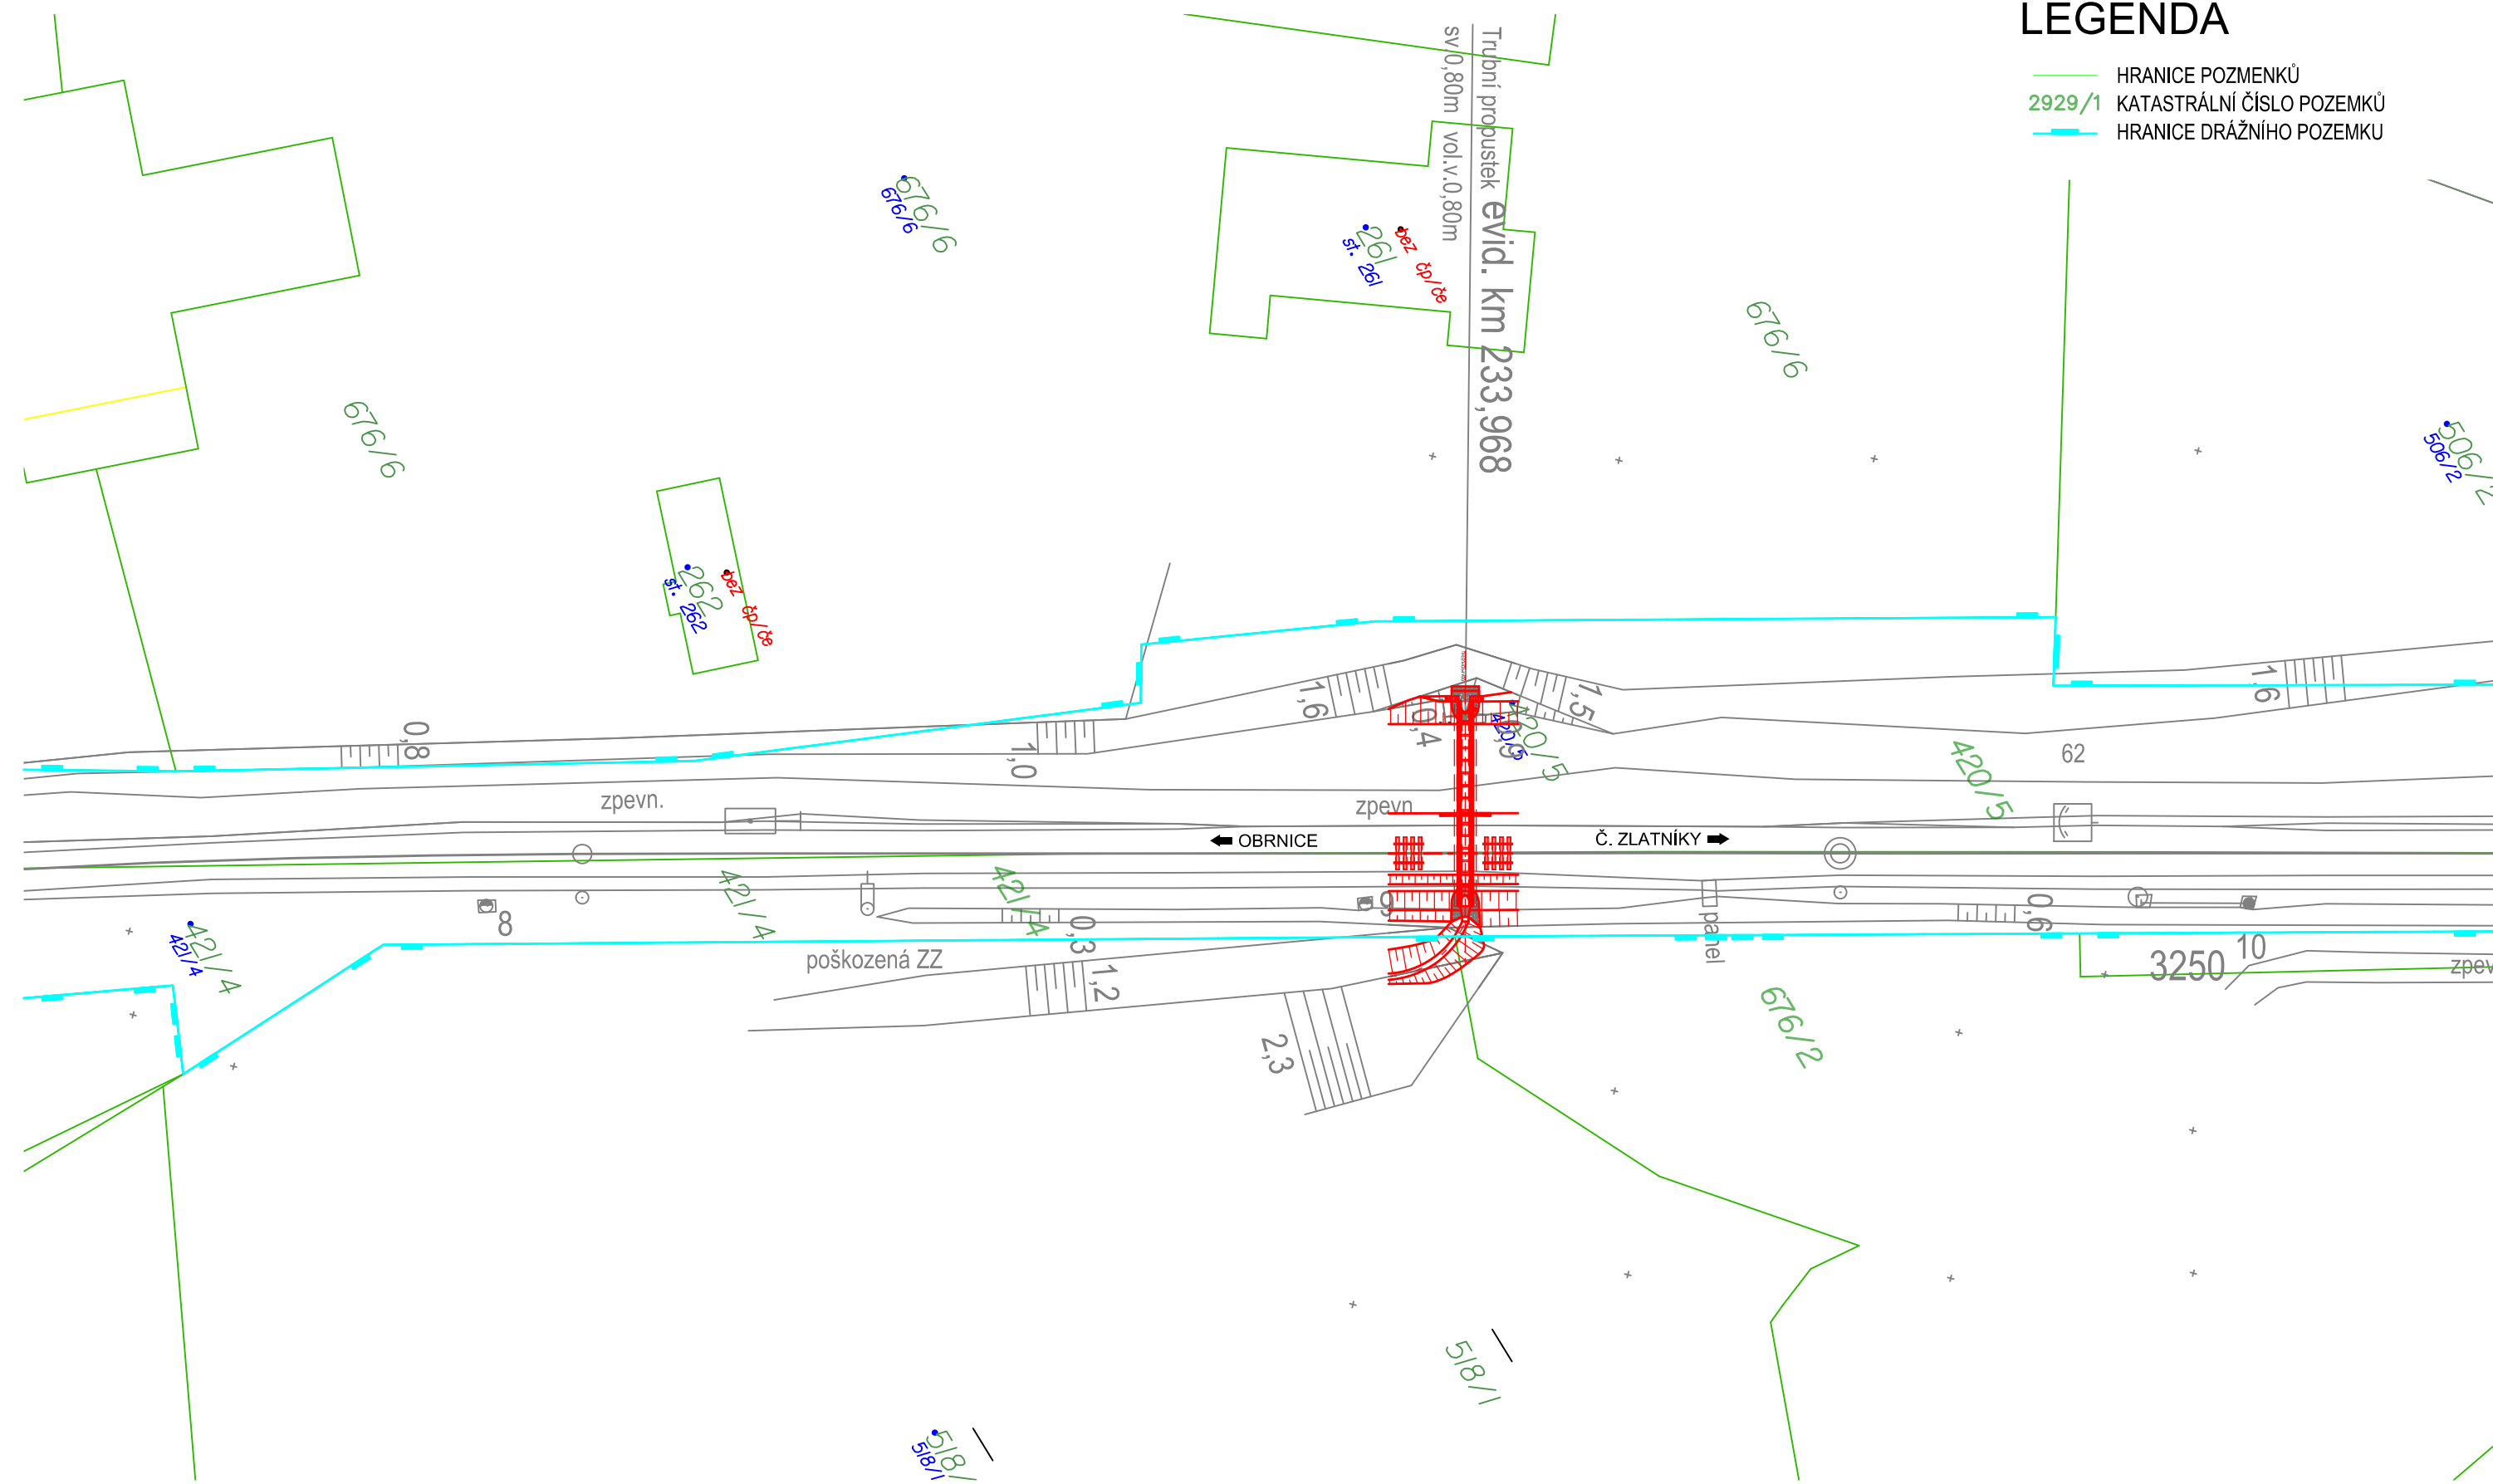 LEGENDA
HRANICE POZMENKŮ
2929/1 KATASTRÁLNÍ ČÍSLO POZEMKŮ
HRANICE DRÁŽNÍHO POZEMKU
Trubní propustek evid. km 233,968
sv.0,80m vol.v.0,80m
676/6
676/6
261
st. 261
bez čp/če
676/6
676/6
506/2
506/2
262
st. 262
bez čp/če
0,8
1,0
1,6
0,4
1,5
420/5
420/5
1,6
62
420/5
zpevn.
zpevn
OBRNICE
Č. ZLATNÍKY
421/4
421/4
421/4
421/4
8
9
0,3
0,6
panel
poškozená ZZ
1,2
3250
10
zpev
2,3
676/2
518/1
518/
518/1